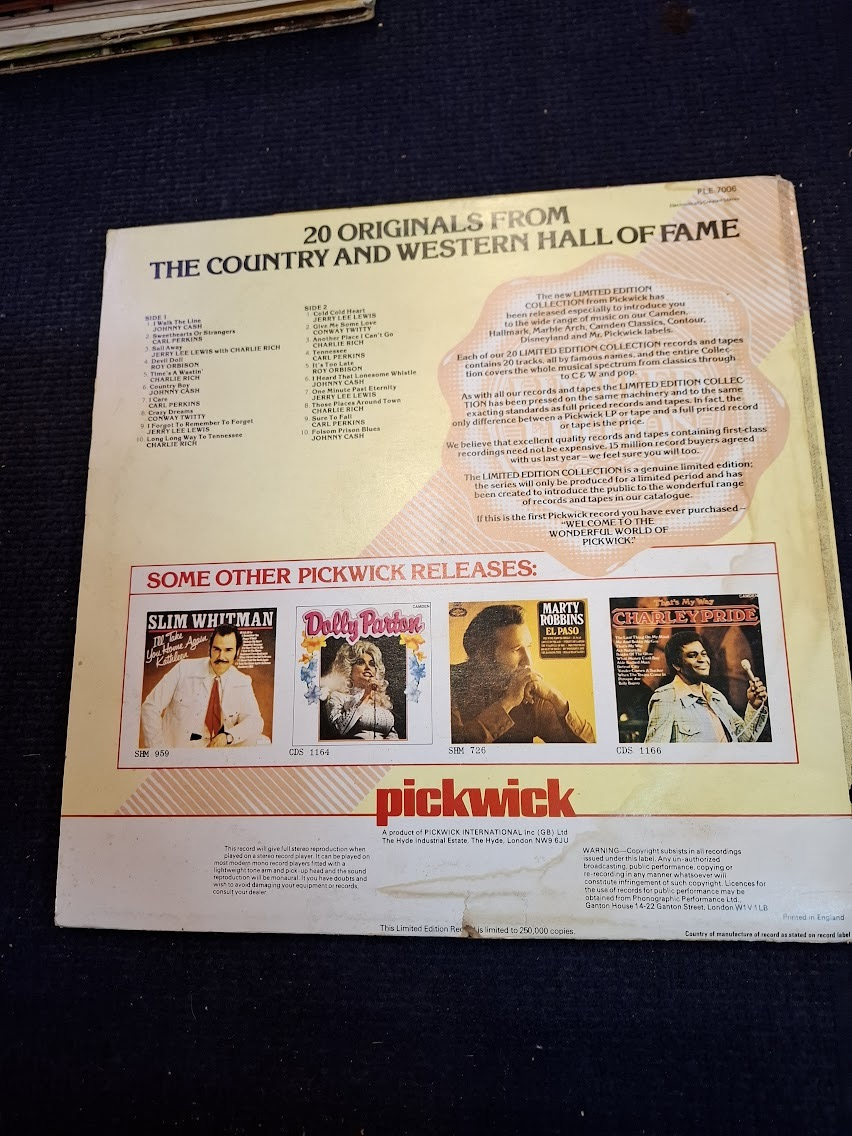 PLE 7006
Electronically Created Stereo
20 ORIGINALS FROM
THE COUNTRY AND WESTERN HALL OF FAME
SIDE 1
1. I Walk The Line
JOHNNY CASH
2. Sweethearts Or Strangers
CARL PERKINS
3. Sail Away
JERRY LEE LEWIS with CHARLIE RICH
4. Devil Doll
ROY ORBISON
5. Time's A Wastin'
CHARLIE RICH
6. Country Boy
JOHNNY CASH
7. I Care
CARL PERKINS
8. Crazy Dreams
CONWAY TWITTY
9. I Forgot To Remember To Forget
JERRY LEE LEWIS
10. Long Long Way To Tennessee
CHARLIE RICH
SIDE 2
1. Cold Cold Heart
JERRY LEE LEWIS
2. Give Me Some Love
CONWAY TWITTY
3. Another Place I Can't Go
CHARLIE RICH
4. Tennessee
CARL PERKINS
5. It's Too Late
ROY ORBISON
6. I Heard That Lonesome Whistle
JOHNNY CASH
7. One Minute Past Eternity
JERRY LEE LEWIS
8. Those Places Around Town
CHARLIE RICH
9. Sure To Fall
CARL PERKINS
10. Folsom Prison Blues
JOHNNY CASH
The new LIMITED EDITION
COLLECTION from Pickwick has
been released especially to introduce you
to the wide range of music on our Camden,
Hallmark, Marble Arch, Camden Classics, Contour,
Disneyland and Mr. Pickwick labels.
Each of our 20 LIMITED EDITION COLLECTION records and tapes
contains 20 tracks, all by famous names, and the entire Collec-
tion covers the whole musical spectrum from classics through
to C & W and pop.
As with all our records and tapes the LIMITED EDITION COLLEC-
TION has been pressed on the same machinery and to the same
exacting standards as full priced records and tapes. In fact, the
only difference between a Pickwick LP or tape and a full priced record
or tape is the price.
We believe that excellent quality records and tapes containing first-class
recordings need not be expensive. 15 million record buyers agreed
with us last year—we feel sure you will too.
The LIMITED EDITION COLLECTION is a genuine limited edition;
the series will only be produced for a limited period and has
been created to introduce the public to the wonderful range
of records and tapes in our catalogue.
If this is the first Pickwick record you have ever purchased—
"WELCOME TO THE
WONDERFUL WORLD OF
PICKWICK."
SOME OTHER PICKWICK RELEASES:
SLIM WHITMAN
I'll Take
You Home Again,
Kathleen
SHM 959
CAMDEN
Dolly Parton
CDS 1164
MARTY
ROBBINS
EL PASO
SHM 726
CAMDEN
That's My Way
CHARLEY PRIDE
CDS 1166
pickwick
A product of PICKWICK INTERNATIONAL Inc (GB) Ltd
The Hyde Industrial Estate, The Hyde, London NW9 6JU
This record will give full stereo reproduction when
played on a stereo record player. It can be played on
most modern mono record players fitted with a
lightweight tone arm and pick-up head and the sound
reproduction will be monaural. If you have doubts and
wish to avoid damaging your equipment or records,
consult your dealer.
WARNING—Copyright subsists in all recordings
issued under this label. Any un-authorized
broadcasting, public performance, copying or
re-recording in any manner whatsoever will
constitute infringement of such copyright. Licences for
the use of records for public performance may be
obtained from Phonographic Performance Ltd.,
Ganton House 14-22 Ganton Street, London W1V 1LB
Printed in England
This Limited Edition is limited to 250,000 copies.
Country of manufacture of record as stated on record label